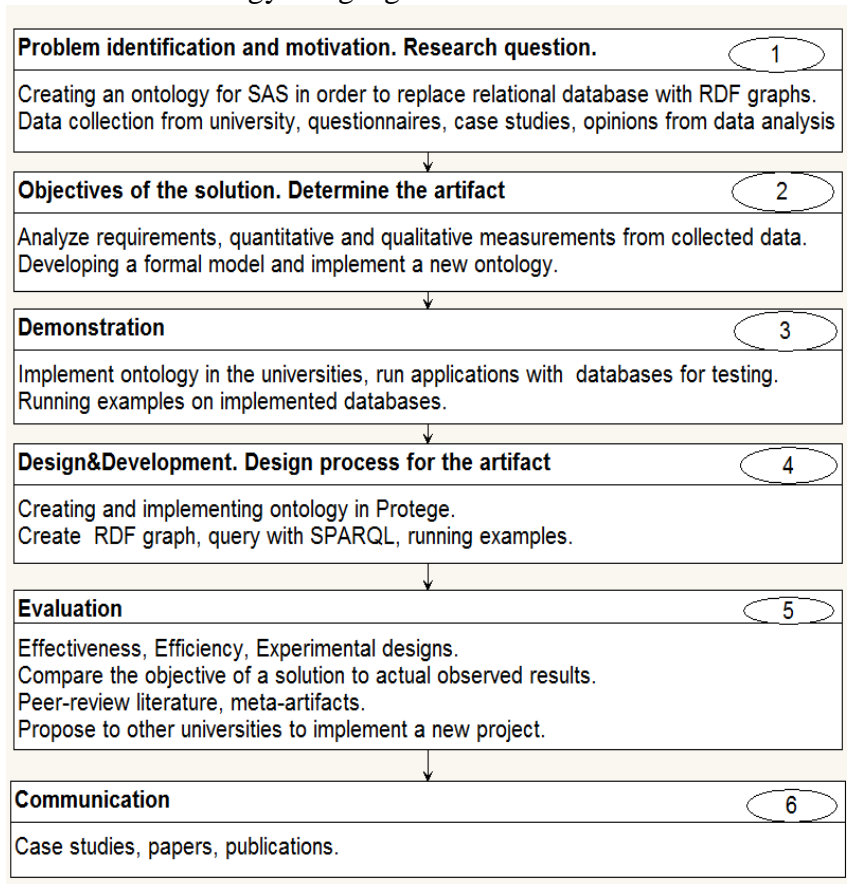 Problem identification and motivation. Research question. 1
Creating an ontology for SAS in order to replace relational database with RDF graphs.
Data collection from university, questionnaires, case studies, opinions from data analysis
Objectives of the solution. Determine the artifact 2
Analyze requirements, quantitative and qualitative measurements from collected data.
Developing a formal model and implement a new ontology.
Demonstration 3
Implement ontology in the universities, run applications with databases for testing.
Running examples on implemented databases.
Design&Development. Design process for the artifact 4
Creating and implementing ontology in Protege.
Create RDF graph, query with SPARQL, running examples.
Evaluation 5
Effectiveness, Efficiency, Experimental designs.
Compare the objective of a solution to actual observed results.
Peer-review literature, meta-artifacts.
Propose to other universities to implement a new project.
Communication 6
Case studies, papers, publications.